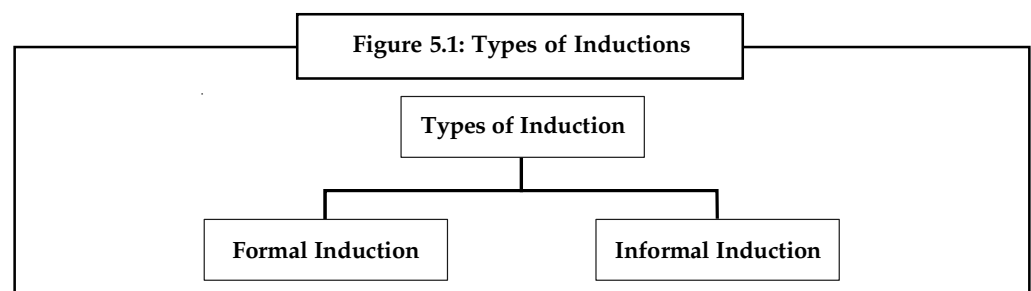 Figure 5.1: Types of Inductions
Types of Induction
Formal Induction
Informal Induction